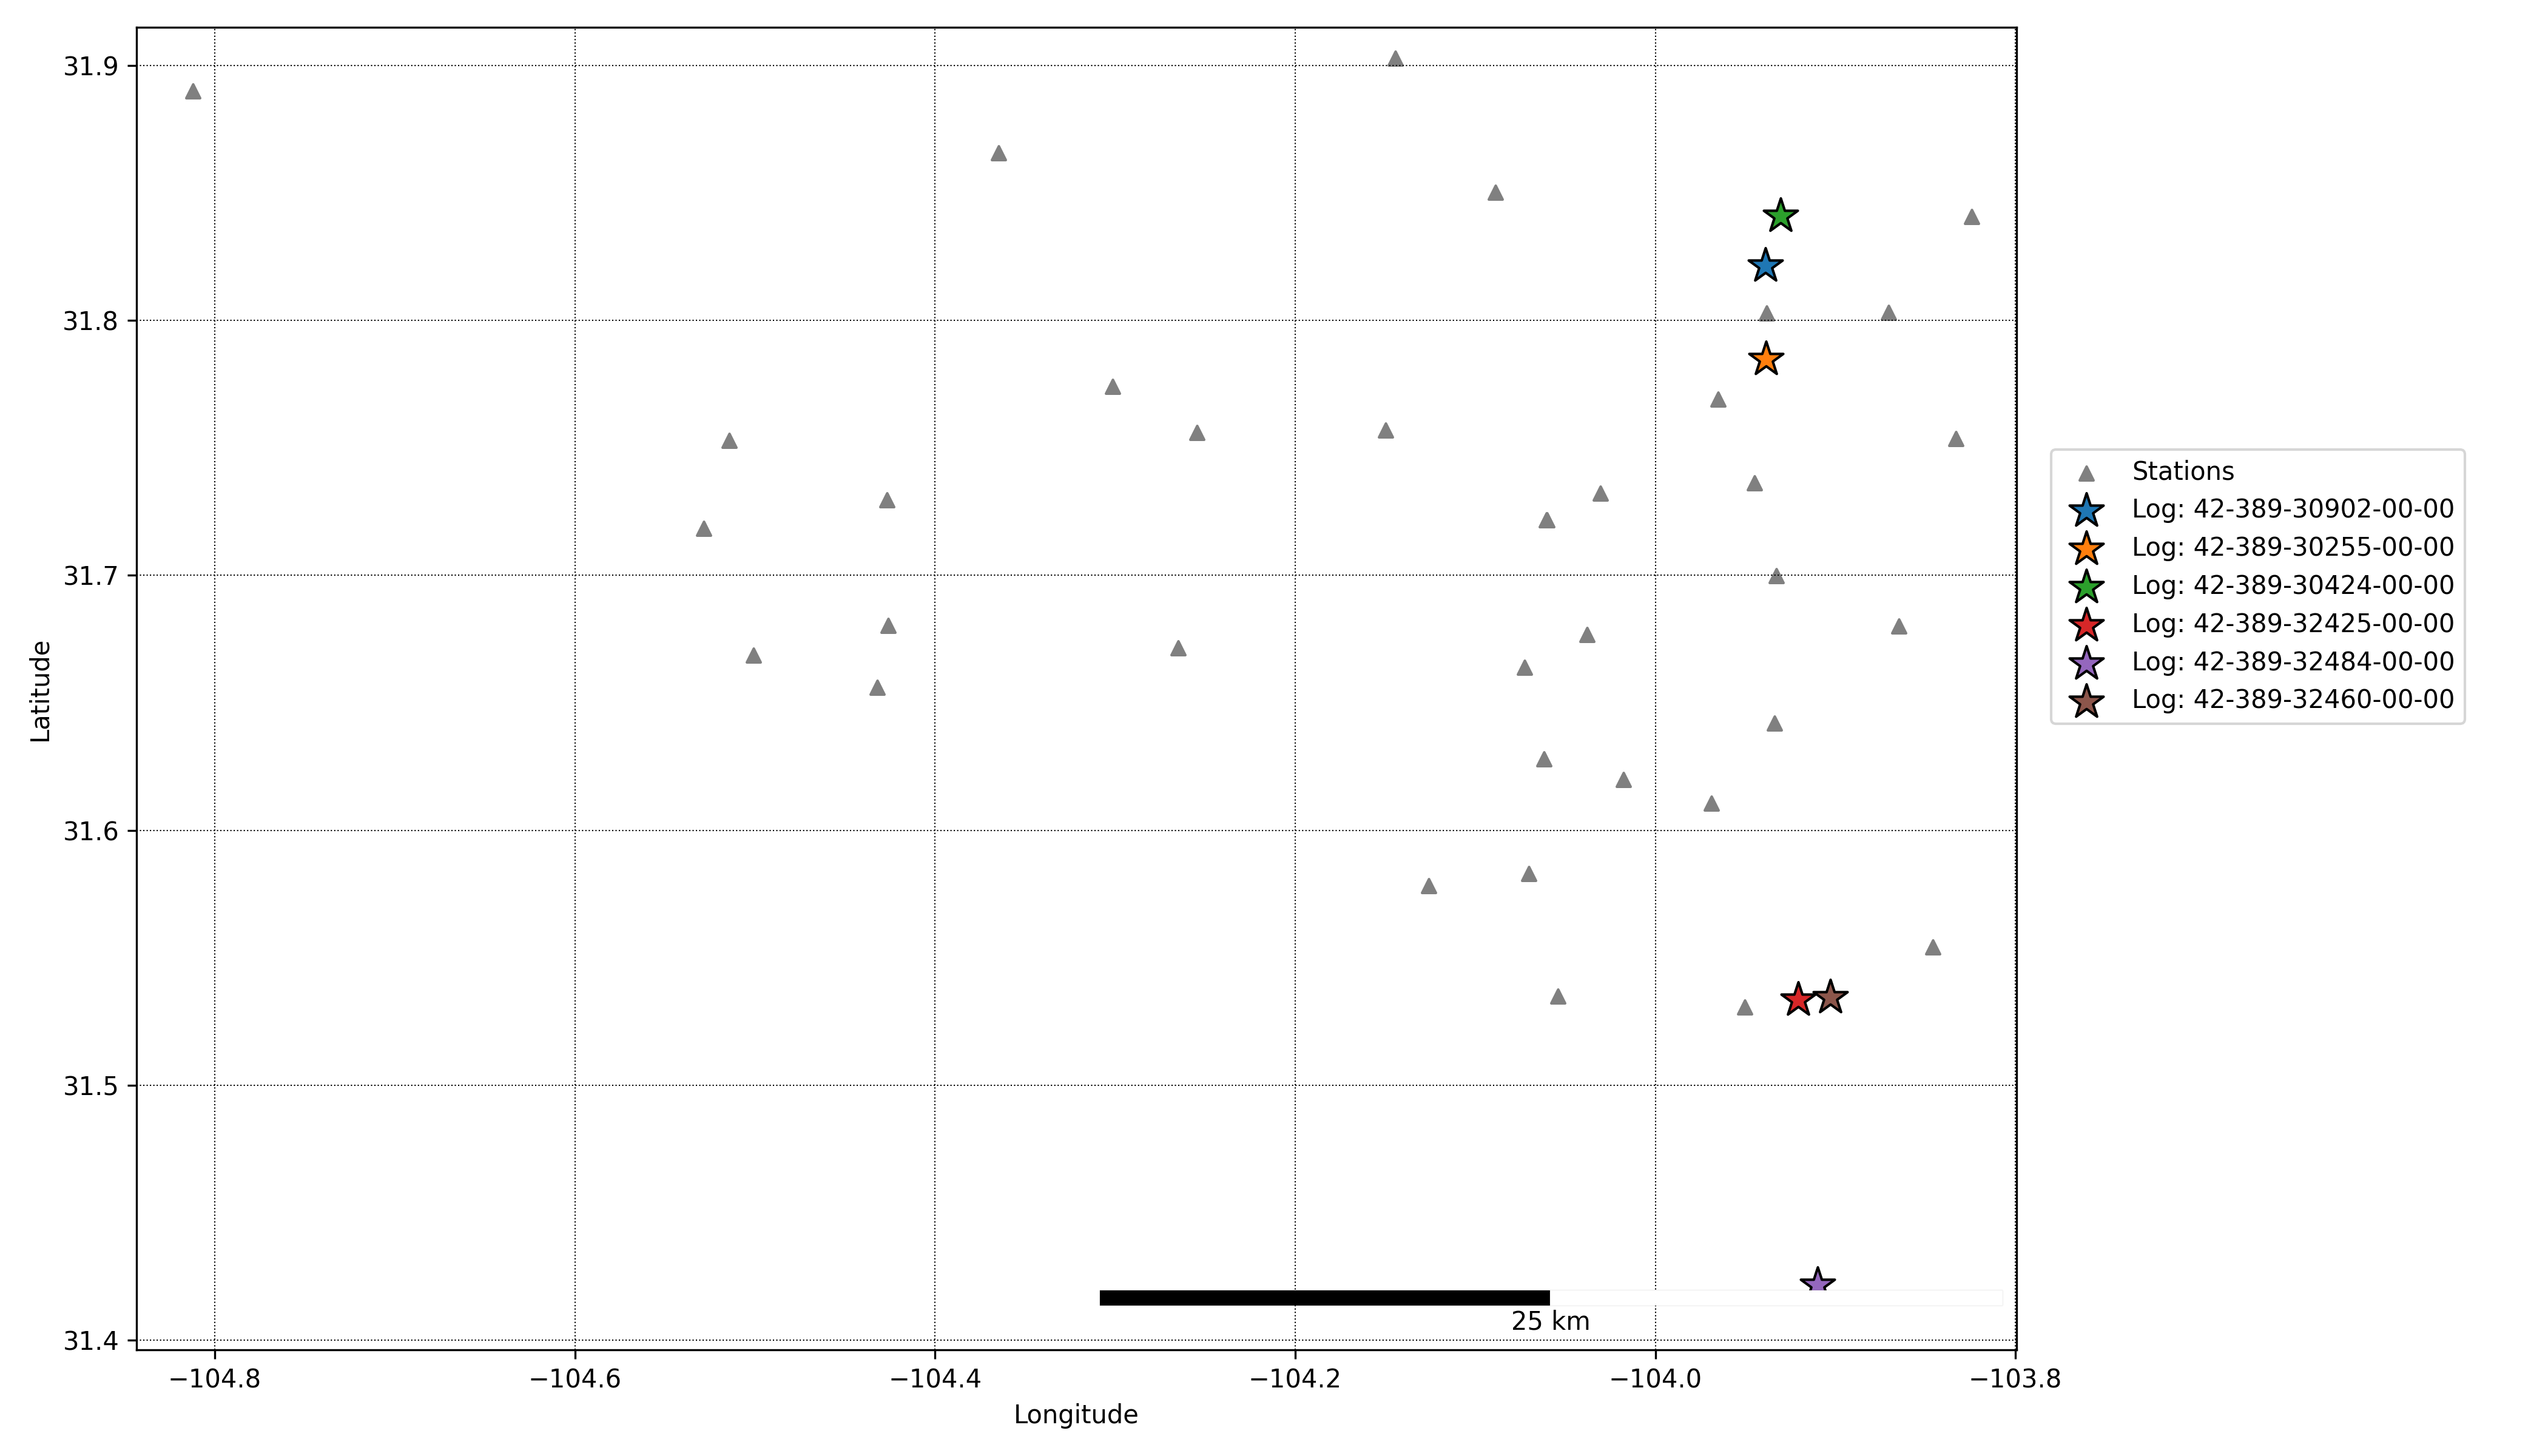 31.9
31.8
31.7
31.6
31.5
31.4
Latitude
−104.8
−104.6
−104.4
−104.2
−104.0
−103.8
Longitude
25 km
Stations
Log: 42-389-30902-00-00
Log: 42-389-30255-00-00
Log: 42-389-30424-00-00
Log: 42-389-32425-00-00
Log: 42-389-32484-00-00
Log: 42-389-32460-00-00